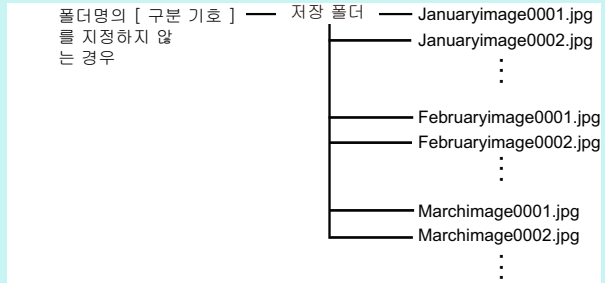 폴더명의 [ 구분 기호 ]
를 지정하지 않
는 경우
저장 폴더
Januaryimage0001.jpg
Januaryimage0002.jpg
Februaryimage0001.jpg
Februaryimage0002.jpg
Marchimage0001.jpg
Marchimage0002.jpg